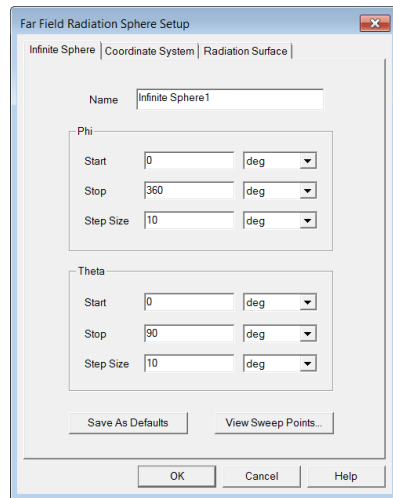 Far Field Radiation Sphere Setup
Infinite Sphere Coordinate System Radiation Surface
Name Infinite Sphere1
Phi
Start 0 deg
Stop 360 deg
Step Size 10 deg
Theta
Start 0 deg
Stop 90 deg
Step Size 10 deg
Save As Defaults View Sweep Points...
OK Cancel Help